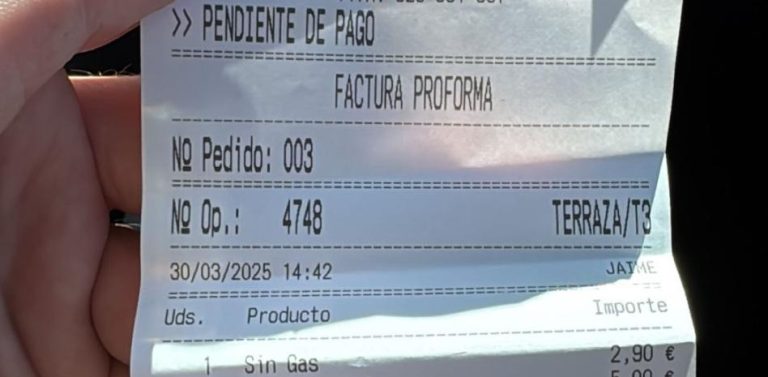 >> PENDIENTE DE PAGO
FACTURA PROFORMA
Nº Pedido: 003
Nº Op.: 4748 TERRAZA/T3
30/03/2025 14:42 JAIME
Uds. Producto Importe
1 Sin Gas 2,90 €